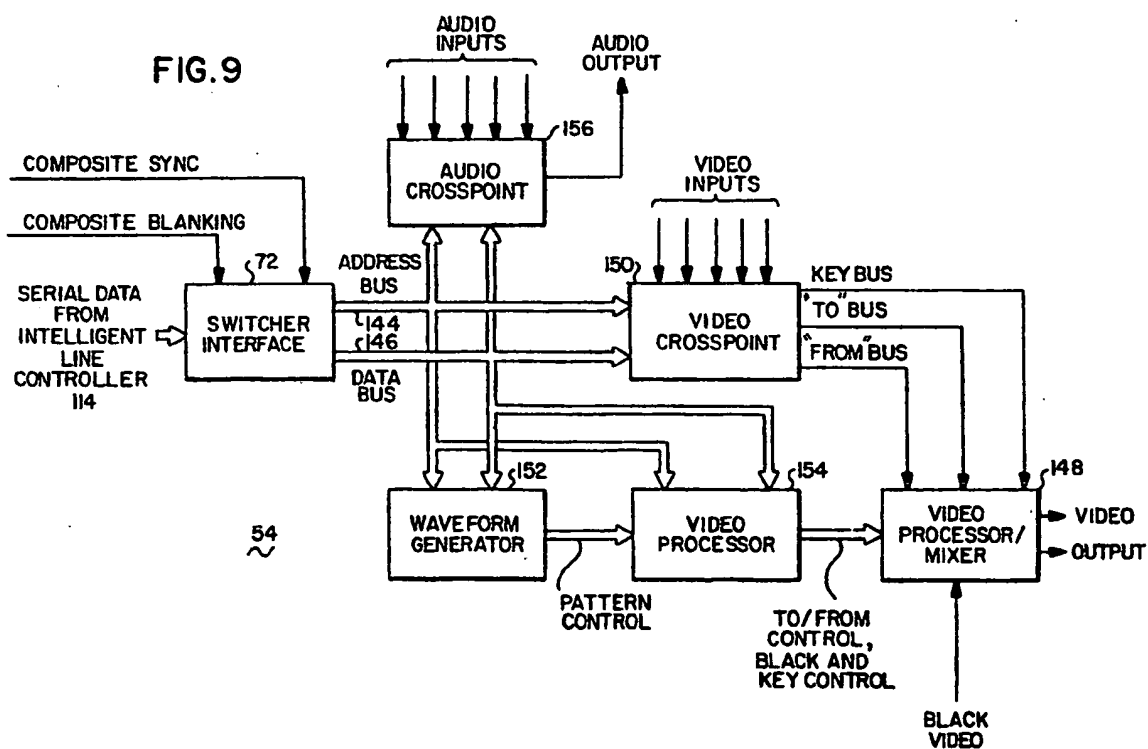 FIG. 9
AUDIO
INPUTS
AUDIO
OUTPUT
156
AUDIO
CROSSPOINT
COMPOSITE SYNC
COMPOSITE BLANKING
72
SERIAL DATA
FROM
INTELLIGENT
LINE
CONTROLLER
114
SWITCHER
INTERFACE
ADDRESS
BUS
144
146
DATA
BUS
VIDEO
INPUTS
150
VIDEO
CROSSPOINT
KEY BUS
"TO" BUS
"FROM" BUS
152
WAVEFORM
GENERATOR
PATTERN
CONTROL
154
VIDEO
PROCESSOR
TO/FROM
CONTROL,
BLACK AND
KEY CONTROL
148
VIDEO
PROCESSOR/
MIXER
VIDEO
OUTPUT
BLACK
VIDEO
54